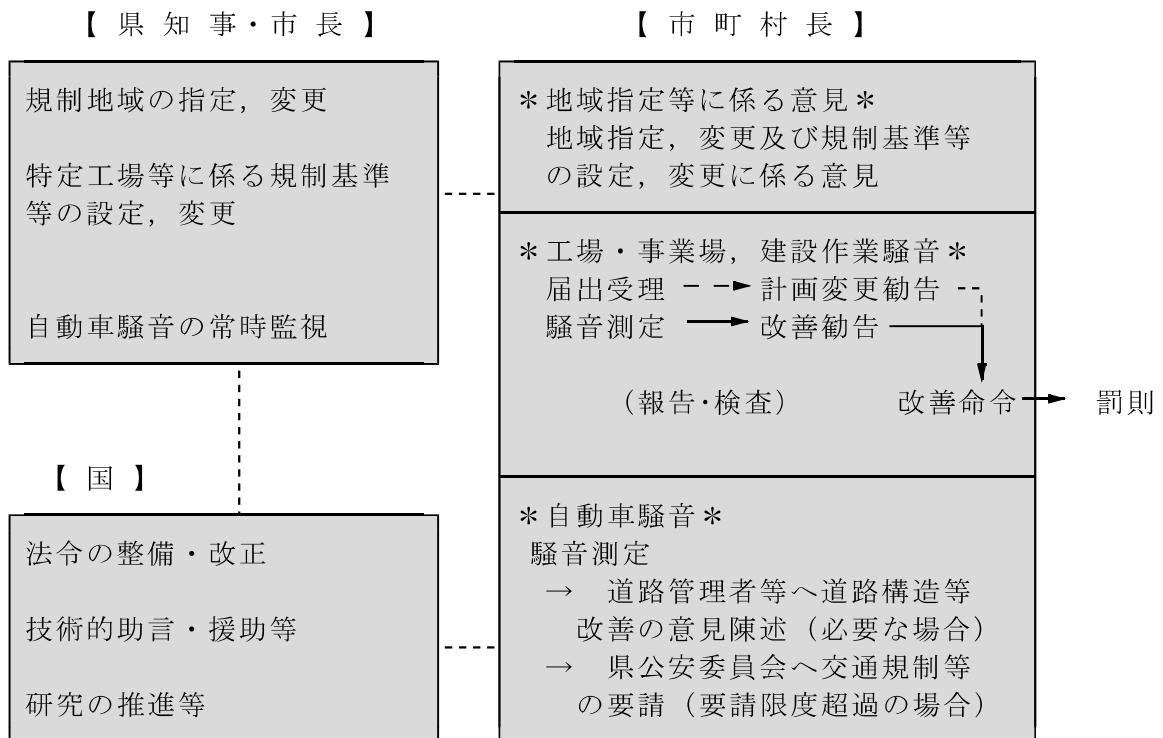 【 県 知 事・市 長 】
規制地域の指定，変更
特定工場等に係る規制基準
等の設定，変更
自動車騒音の常時監視
【 国 】
法令の整備・改正
技術的助言・援助等
研究の推進等
【 市 町 村 長 】
＊地域指定等に係る意見＊
地域指定，変更及び規制基準等
の設定，変更に係る意見
＊工場・事業場，建設作業騒音＊
届出受理 → 計画変更勧告
騒音測定 → 改善勧告
（報告・検査） 改善命令 → 罰則
＊自動車騒音＊
騒音測定
→ 道路管理者等へ道路構造等
改善の意見陳述（必要な場合）
→ 県公安委員会へ交通規制等
の要請（要請限度超過の場合）